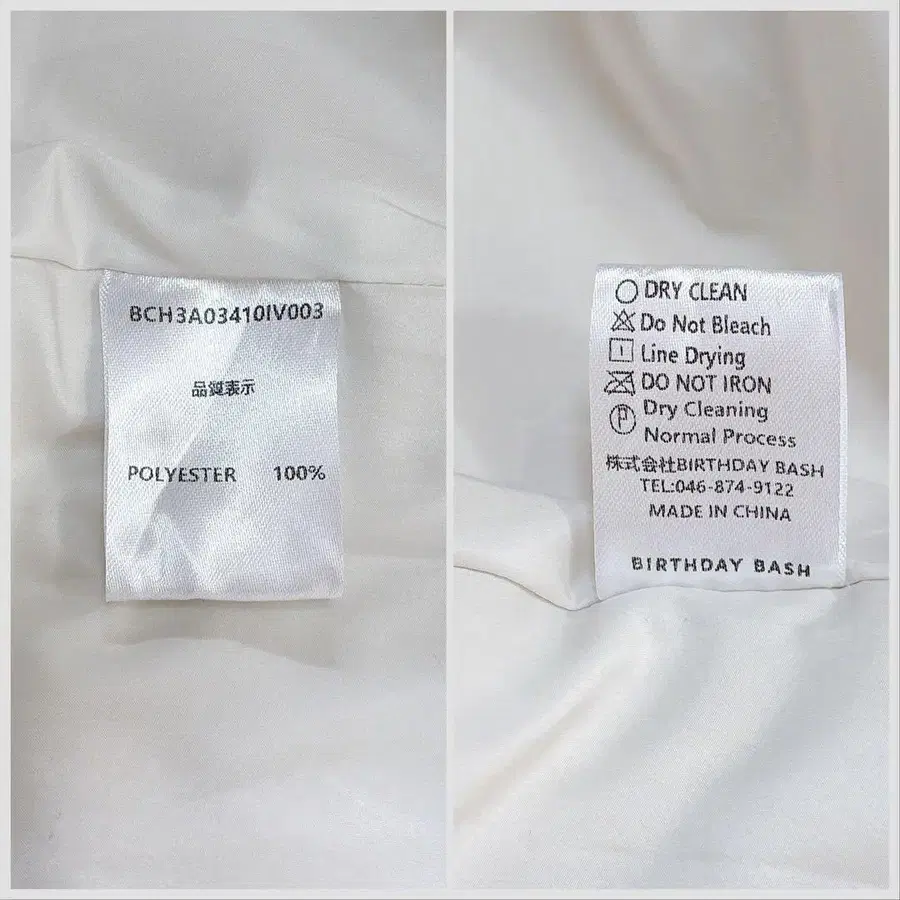 BCH3A03410IV003
品質表示
POLYESTER 100%
DRY CLEAN
Do Not Bleach
Line Drying
DO NOT IRON
P Dry Cleaning
Normal Process
株式会社BIRTHDAY BASH
TEL:046-874-9122
MADE IN CHINA
BIRTHDAY BASH